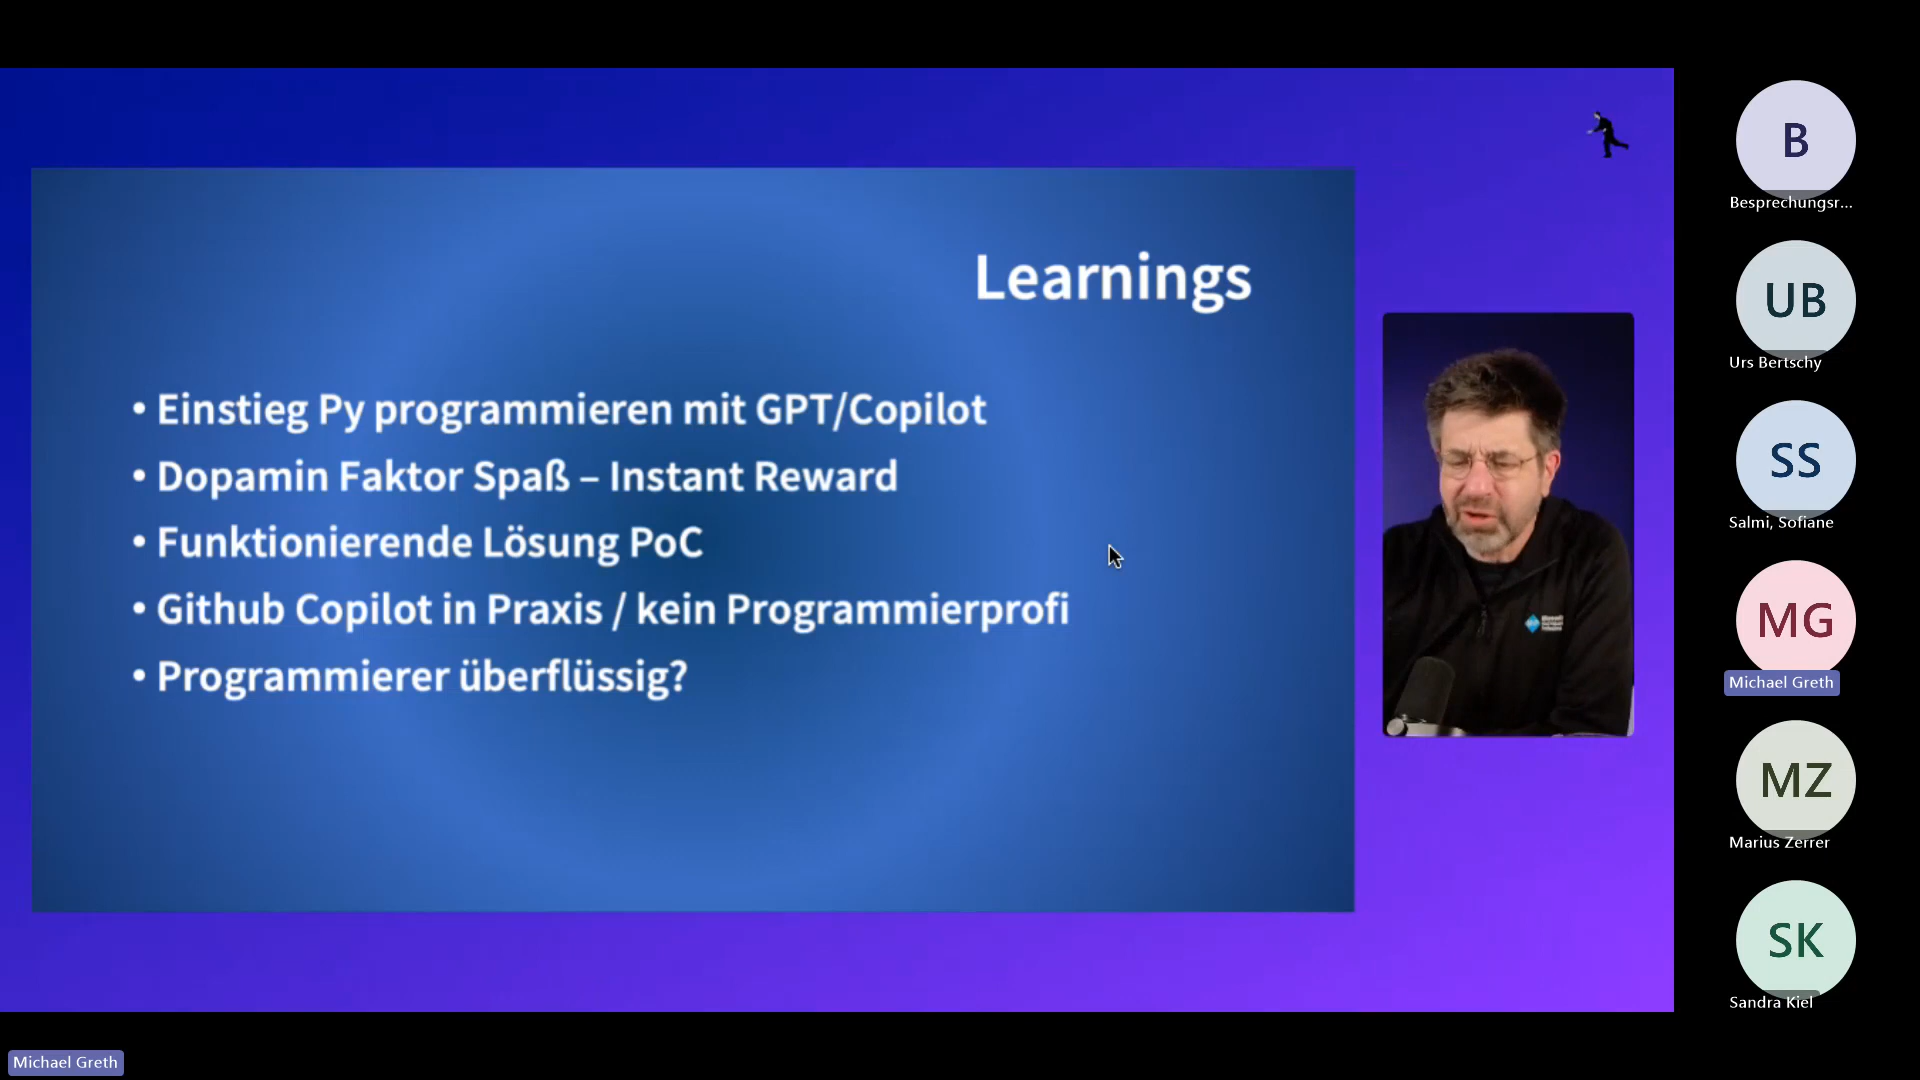 Learnings
• Einstieg Py programmieren mit GPT/Copilot
• Dopamin Faktor Spaß – Instant Reward
• Funktionierende Lösung PoC
• Github Copilot in Praxis / kein Programmierprofi
• Programmierer überflüssig?
B
Besprechungsr...
UB
Urs Bertschy
SS
Salmi, Sofiane
MG
Michael Greth
MZ
Marius Zerrer
SK
Sandra Kiel
Michael Greth